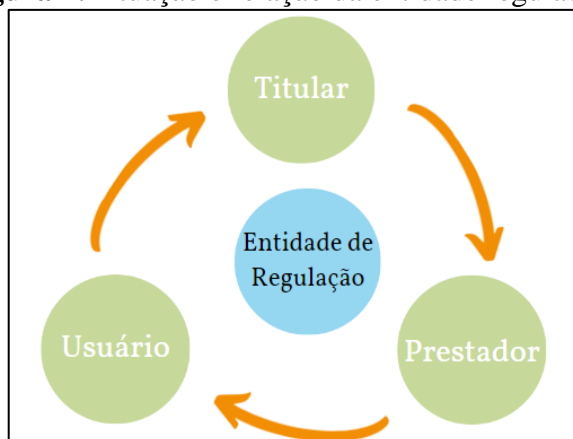 Titular
Entidade de
Regulação
Usuário
Prestador